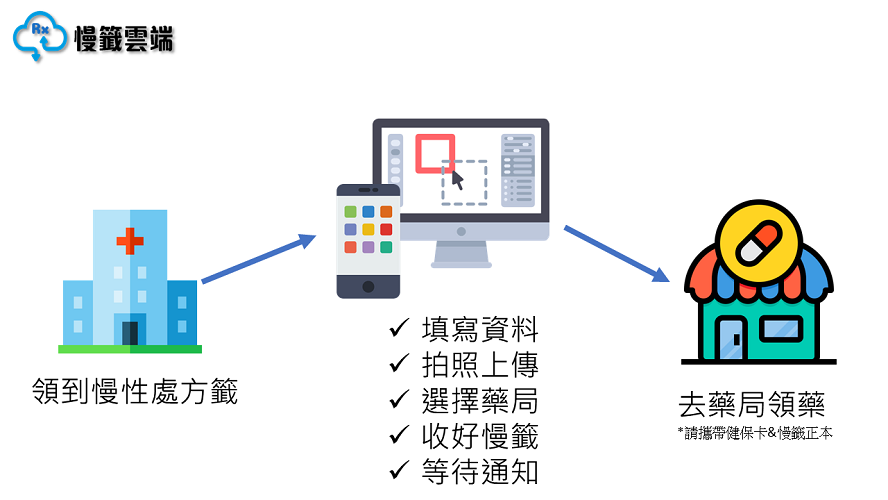 Rx
慢籤雲端
領到慢性處方籤
✓ 填寫資料
✓ 拍照上傳
✓ 選擇藥局
✓ 收好慢籤
✓ 等待通知
去藥局領藥
*請攜帶健保卡&慢籤正本